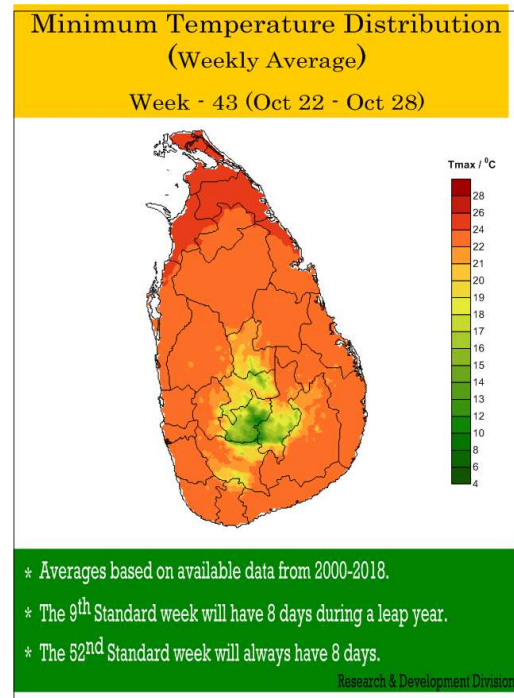 Minimum Temperature Distribution
(Weekly Average)
Week - 43 (Oct 22 - Oct 28)
Tmax / ⁰C
28
26
24
22
21
20
19
18
17
16
15
14
13
12
10
8
6
4
* Averages based on available data from 2000-2018.
* The 9th Standard week will have 8 days during a leap year.
* The 52nd Standard week will always have 8 days.
Research & Development Division